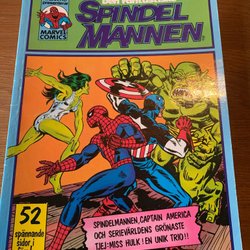 MARVEL
COMICS
SPINDEL
MANNEN
52
spännande
sidor i
SPINDELMANNEN, CAPTAIN AMERICA
OCH SERIEVÄRLDENS GRÖNASTE
TJEJ: MISS HULK! EN UNIK TRIO!!